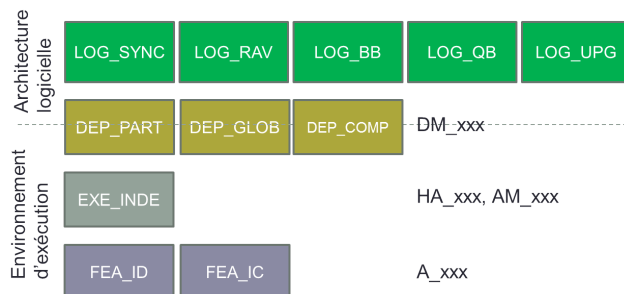 Architecture
logicielle
LOG_SYNC LOG_RAV LOG_BB LOG_QB LOG_UPG
DEP_PART DEP_GLOB DEP_COMP DM_xxx
Environnement
d'exécution
EXE_INDE HA_xxx, AM_xxx
FEA_ID FEA_IC A_xxx